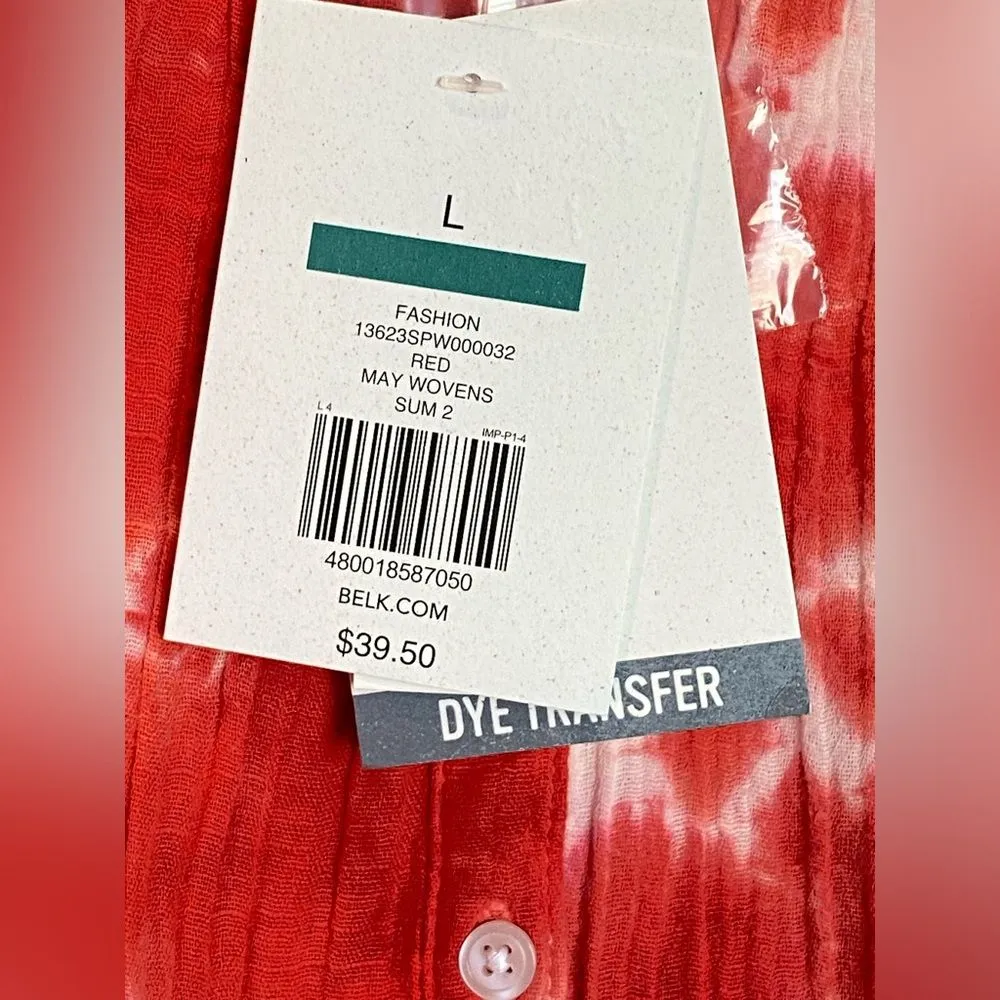 L
FASHION
13623SPW000032
RED
MAY WOVENS
SUM 2
L 4 IMP-P1-4
480018587050
BELK.COM
$39.50
DYE TRANSFER